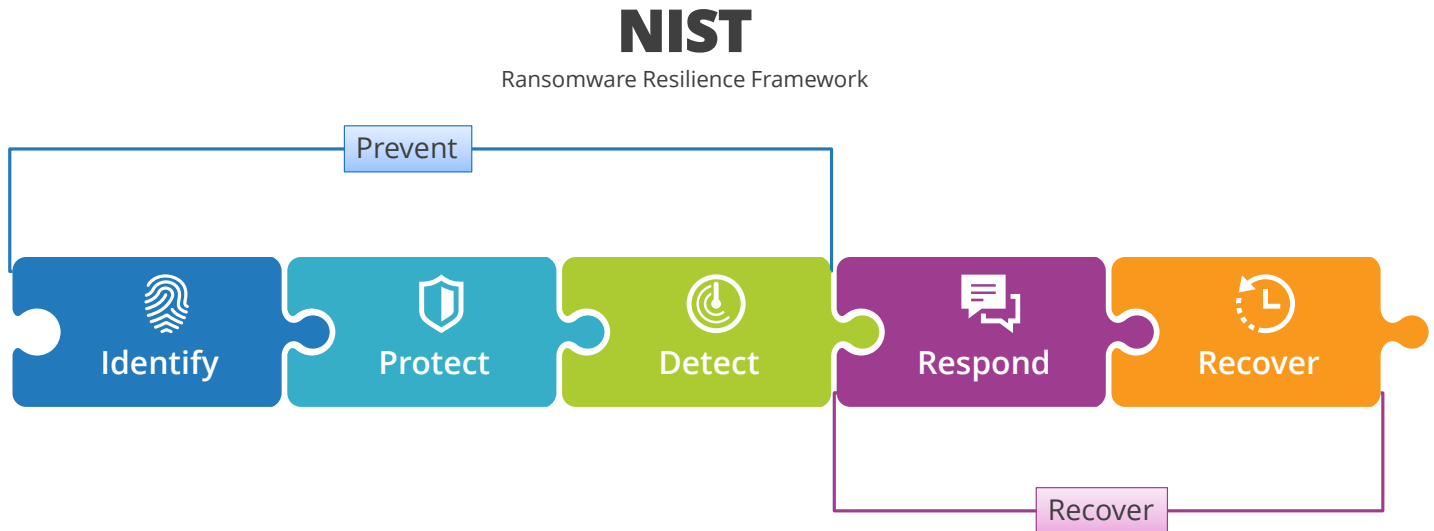 NIST
Ransomware Resilience Framework
Prevent
Identify
Protect
Detect
Respond
Recover
Recover